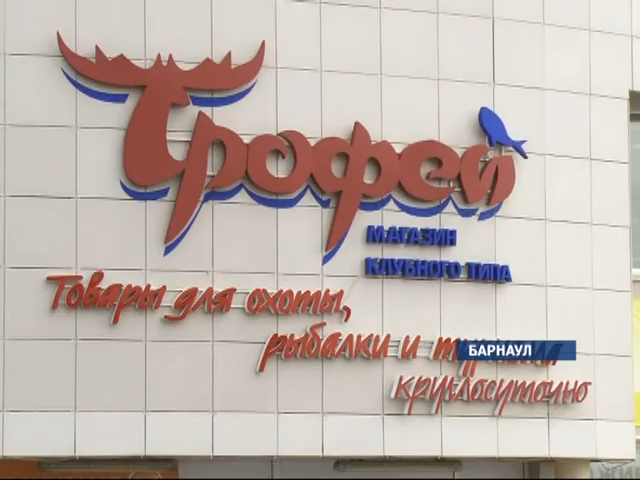 Трофей
МАГАЗИН
КЛУБНОГО ТИПА
Товары для охоты,
рыбалки и
БАРНАУЛ
круглосуточно